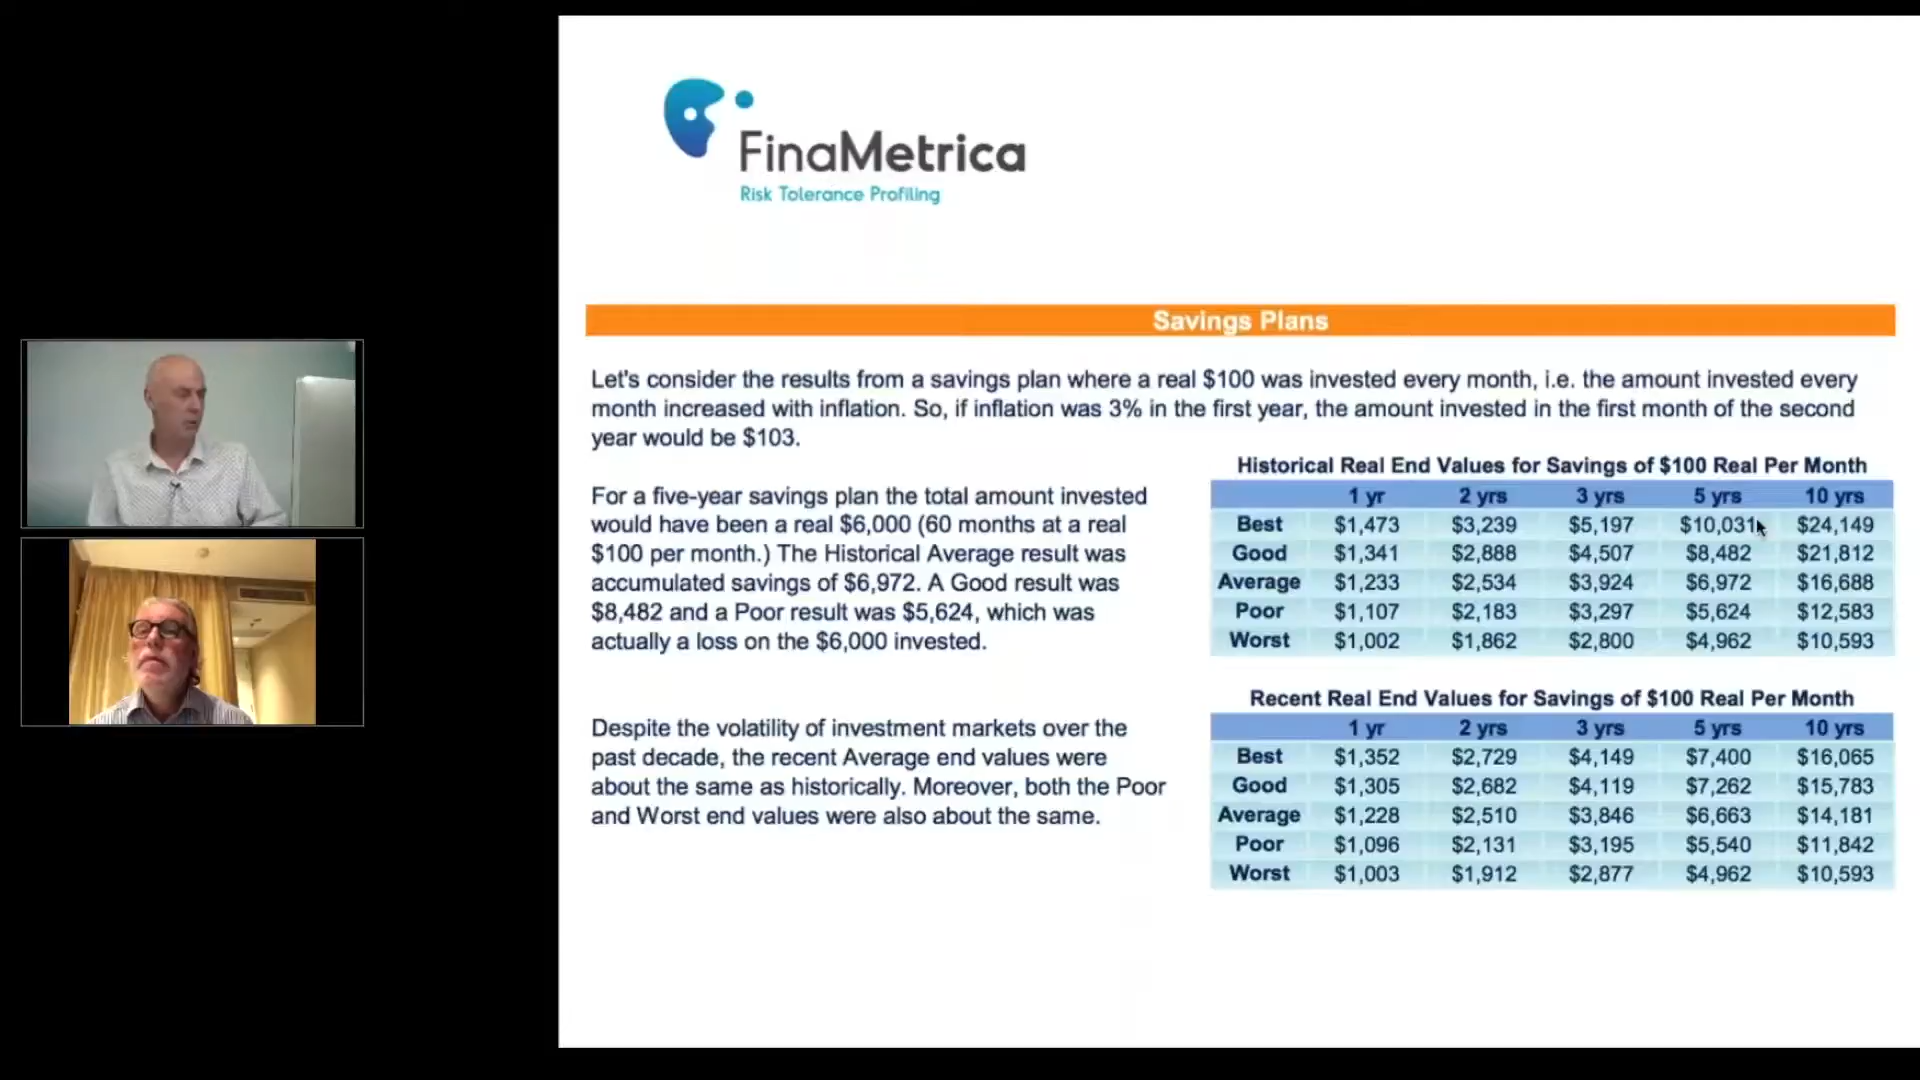 FinaMetrica
Risk Tolerance Profiling
Savings Plans
Let's consider the results from a savings plan where a real $100 was invested every month, i.e. the amount invested every
month increased with inflation. So, if inflation was 3% in the first year, the amount invested in the first month of the second
year would be $103.
For a five-year savings plan the total amount invested
would have been a real $6,000 (60 months at a real
$100 per month.) The Historical Average result was
accumulated savings of $6,972. A Good result was
$8,482 and a Poor result was $5,624, which was
actually a loss on the $6,000 invested.
Historical Real End Values for Savings of $100 Real Per Month
1 yr 2 yrs 3 yrs 5 yrs 10 yrs
Best $1,473 $3,239 $5,197 $10,031 $24,149
Good $1,341 $2,888 $4,507 $8,482 $21,812
Average $1,233 $2,534 $3,924 $6,972 $16,688
Poor $1,107 $2,183 $3,297 $5,624 $12,583
Worst $1,002 $1,862 $2,800 $4,962 $10,593
Despite the volatility of investment markets over the
past decade, the recent Average end values were
about the same as historically. Moreover, both the Poor
and Worst end values were also about the same.
Recent Real End Values for Savings of $100 Real Per Month
1 yr 2 yrs 3 yrs 5 yrs 10 yrs
Best $1,352 $2,729 $4,149 $7,400 $16,065
Good $1,305 $2,682 $4,119 $7,262 $15,783
Average $1,228 $2,510 $3,846 $6,663 $14,181
Poor $1,096 $2,131 $3,195 $5,540 $11,842
Worst $1,003 $1,912 $2,877 $4,962 $10,593